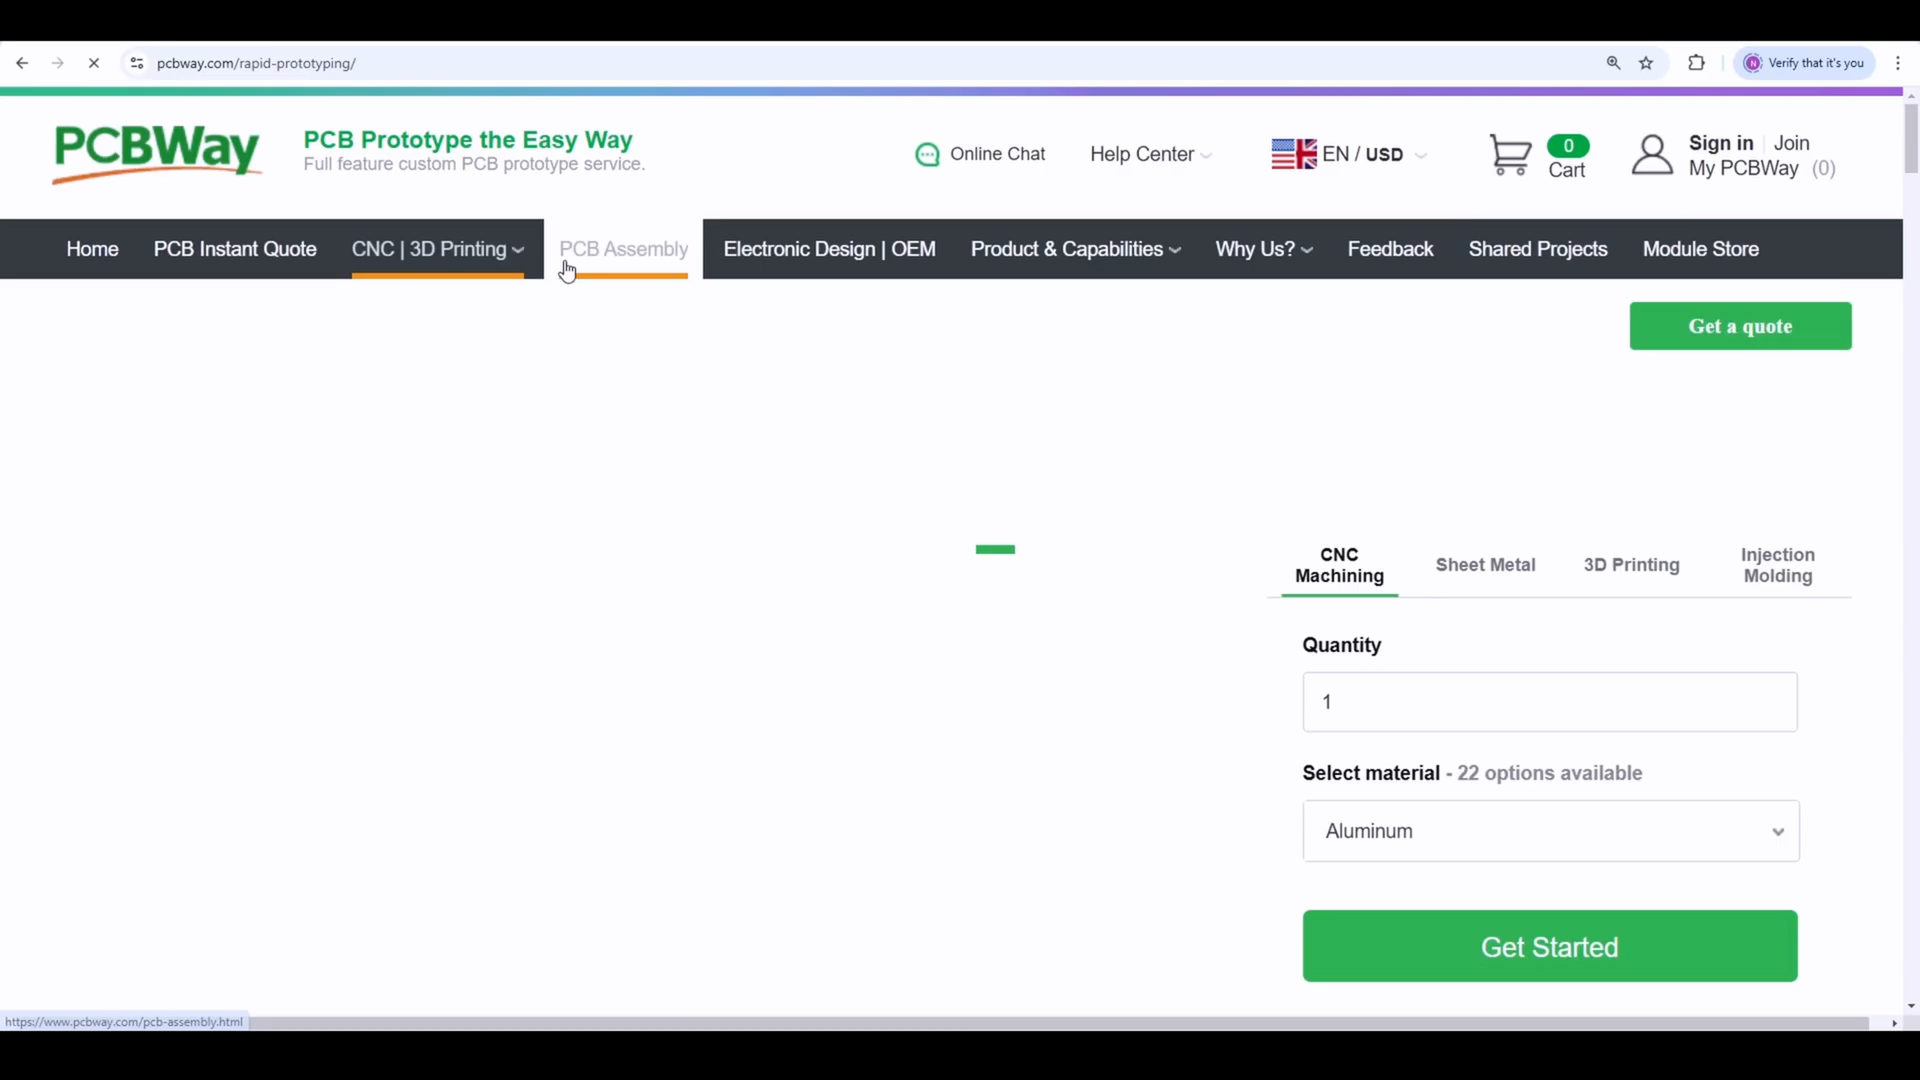 pcbway.com/rapid-prototyping/
N
Verify that it's you
PCBWay
PCB Prototype the Easy Way
Full feature custom PCB prototype service.
Online Chat
Help Center
EN / USD
0
Cart
Sign in
Join
My PCBWay (0)
Home
PCB Instant Quote
CNC | 3D Printing
PCB Assembly
Electronic Design | OEM
Product & Capabilities
Why Us?
Feedback
Shared Projects
Module Store
Get a quote
CNC
Machining
Sheet Metal
3D Printing
Injection
Molding
Quantity
1
Select material - 22 options available
Aluminum
Get Started
https://www.pcbway.com/pcb-assembly.html